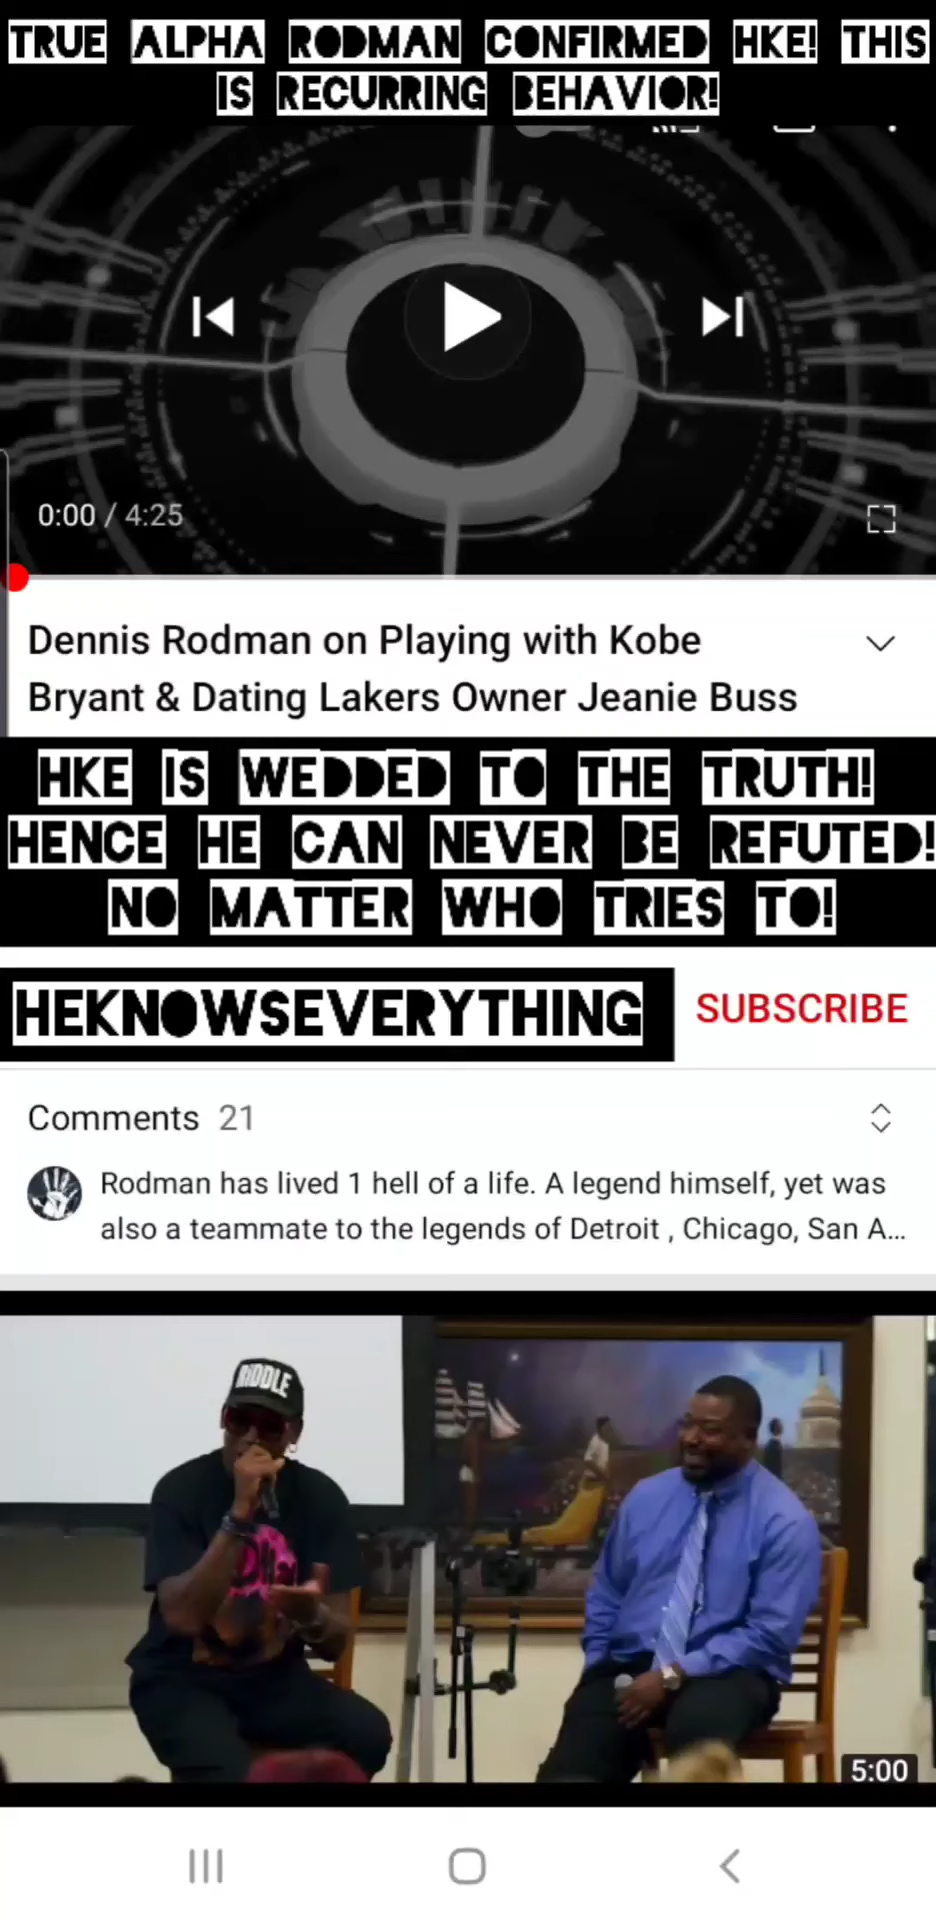 TRUE ALPHA RODMAN CONFIRMED HKE! THIS
IS RECURRING BEHAVIOR!
0:00 / 4:25
Dennis Rodman on Playing with Kobe
Bryant & Dating Lakers Owner Jeanie Buss
HKE IS WEDDED TO THE TRUTH!
HENCE HE CAN NEVER BE REFUTED!
NO MATTER WHO TRIES TO!
HEKNOWSEVERYTHING
SUBSCRIBE
Comments 21
Rodman has lived 1 hell of a life. A legend himself, yet was
also a teammate to the legends of Detroit , Chicago, San A...
RIDDLE
5:00